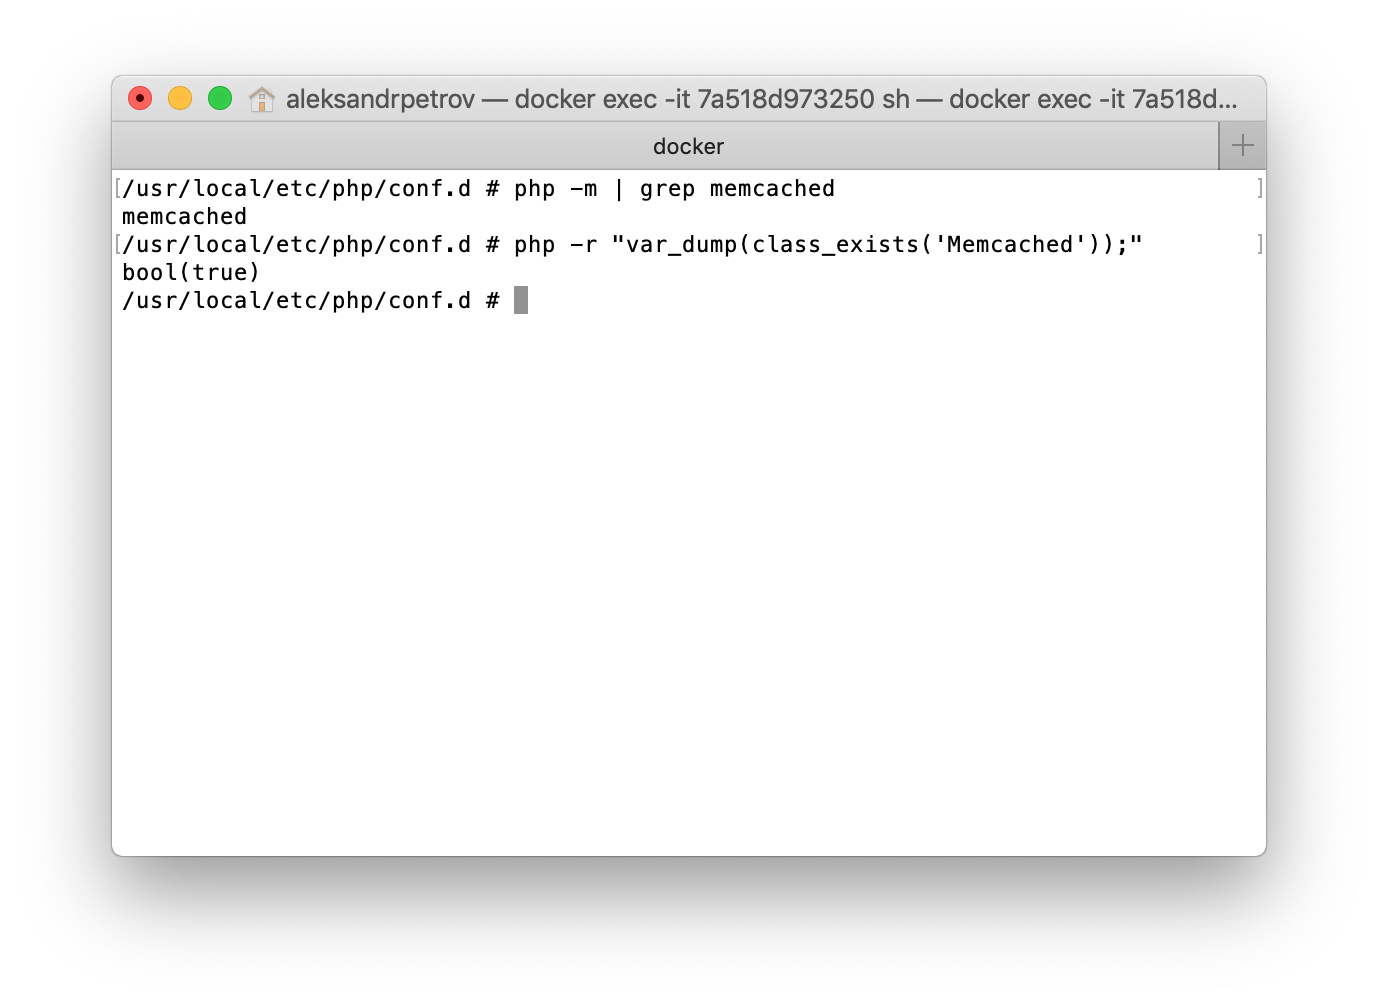 aleksandrpetrov — docker exec -it 7a518d973250 sh — docker exec -it 7a518d...
docker
[/usr/local/etc/php/conf.d # php -m | grep memcached ]
memcached
[/usr/local/etc/php/conf.d # php -r "var_dump(class_exists('Memcached'));" ]
bool(true)
/usr/local/etc/php/conf.d #